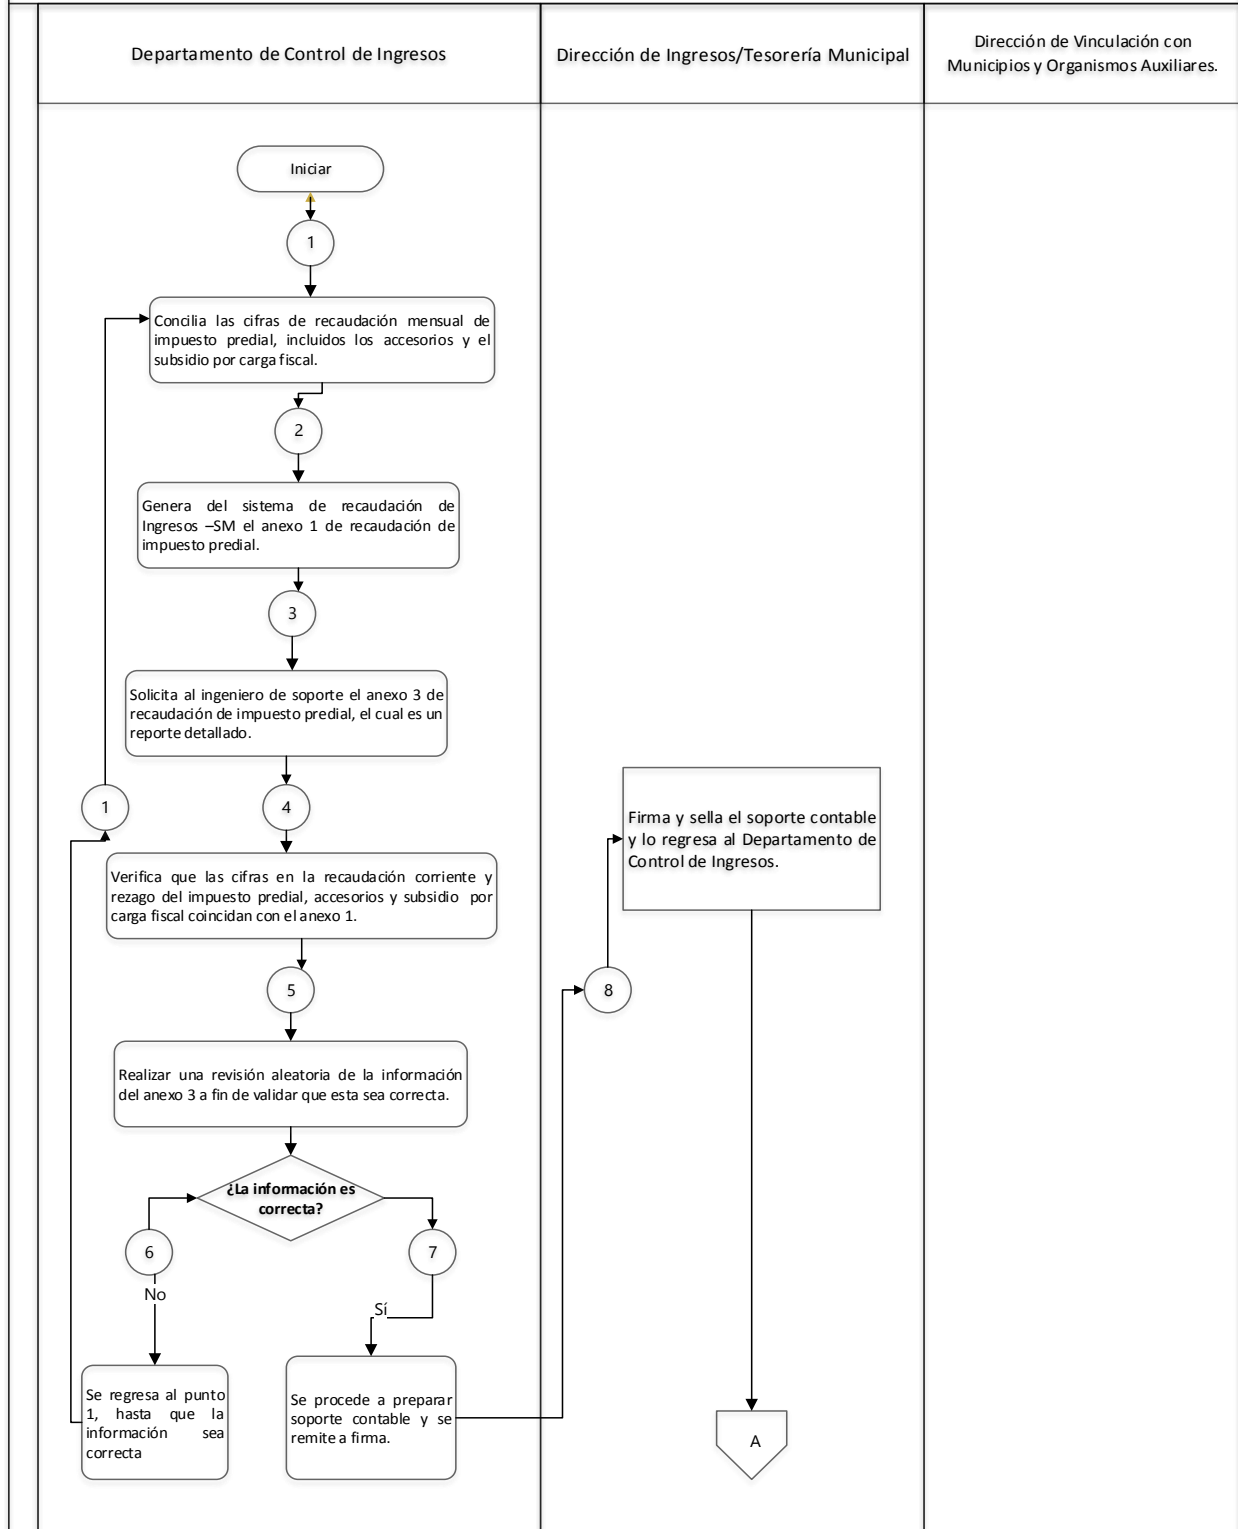 Departamento de Control de Ingresos
Dirección de Ingresos/Tesorería Municipal
Dirección de Vinculación con
Municipios y Organismos Auxiliares.
Iniciar
1
Concilia las cifras de recaudación mensual de
impuesto predial, incluidos los accesorios y el
subsidio por carga fiscal.
2
Genera del sistema de recaudación de
Ingresos –SM el anexo 1 de recaudación de
impuesto predial.
3
Solicita al ingeniero de soporte el anexo 3 de
recaudación de impuesto predial, el cual es un
reporte detallado.
1
4
Verifica que las cifras en la recaudación corriente y
rezago del impuesto predial, accesorios y subsidio por
carga fiscal coincidan con el anexo 1.
5
Realizar una revisión aleatoria de la información
del anexo 3 a fin de validar que esta sea correcta.
¿La información es
correcta?
6
No
7
Sí
Se regresa al punto
1, hasta que la
información sea
correcta
Se procede a preparar
soporte contable y se
remite a firma.
8
Firma y sella el soporte contable
y lo regresa al Departamento de
Control de Ingresos.
A